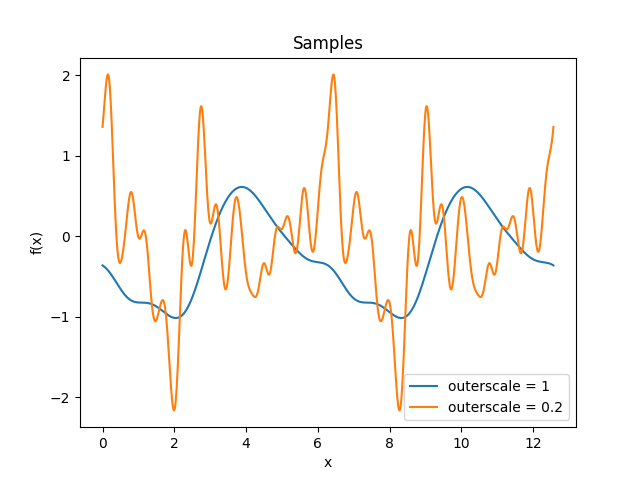 Samples
2
1
0
−1
−2
f(x)
0
2
4
6
8
10
12
x
outerscale = 1
outerscale = 0.2